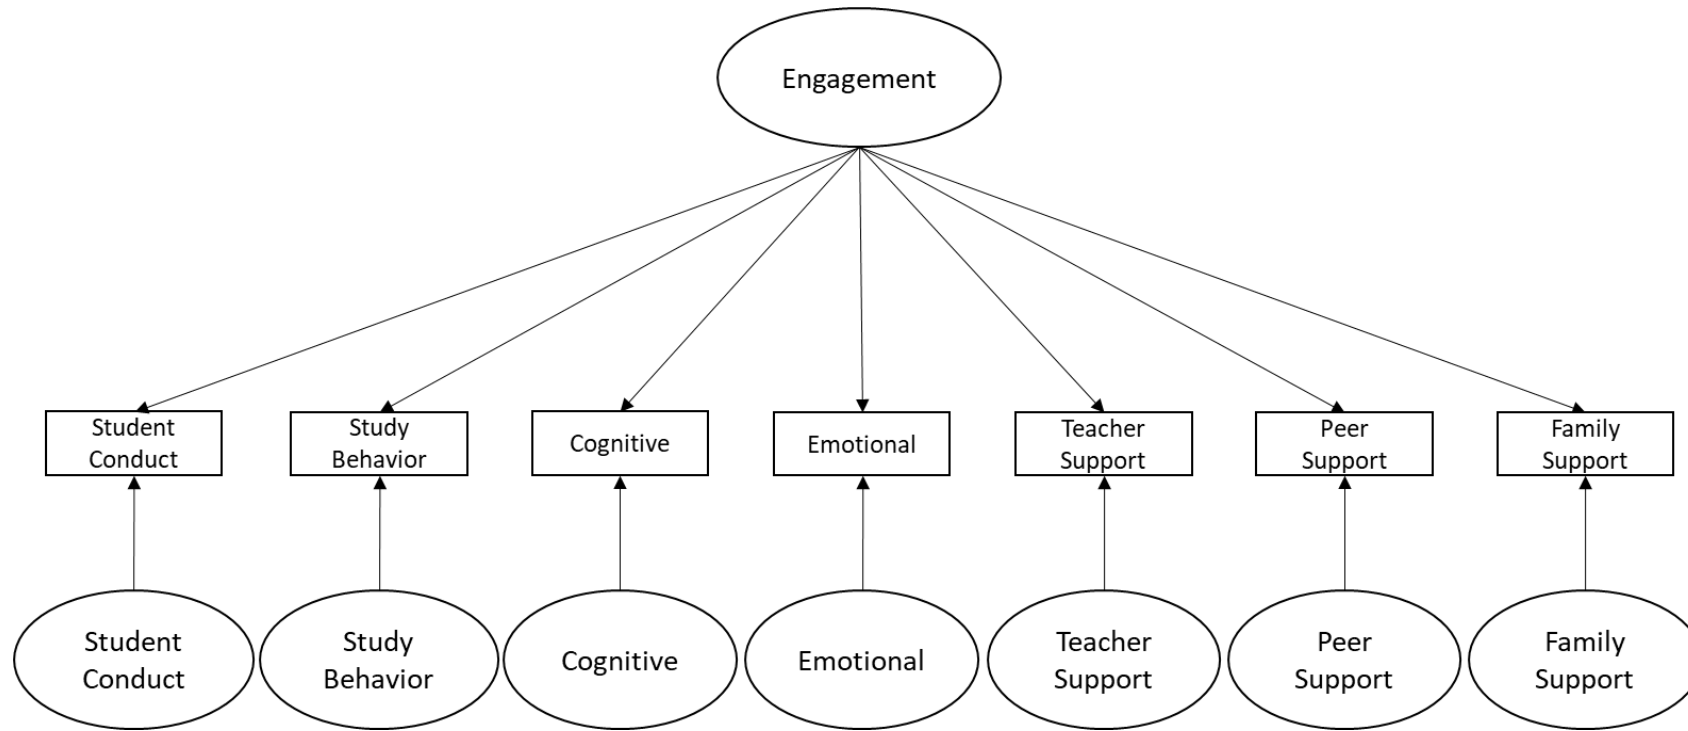 Engagement
Student
Conduct
Study
Behavior
Cognitive
Emotional
Teacher
Support
Peer
Support
Family
Support
Student
Conduct
Study
Behavior
Cognitive
Emotional
Teacher
Support
Peer
Support
Family
Support